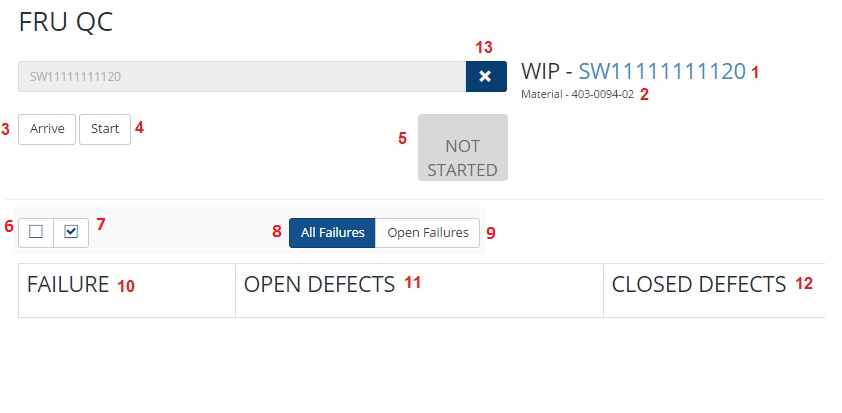 FRU QC
13
SW11111111120
WIP - SW11111111120 1
Material - 403-0094-02 2
3 Arrive Start 4
5 NOT
STARTED
6 7 8 All Failures Open Failures 9
FAILURE 10 OPEN DEFECTS 11 CLOSED DEFECTS 12